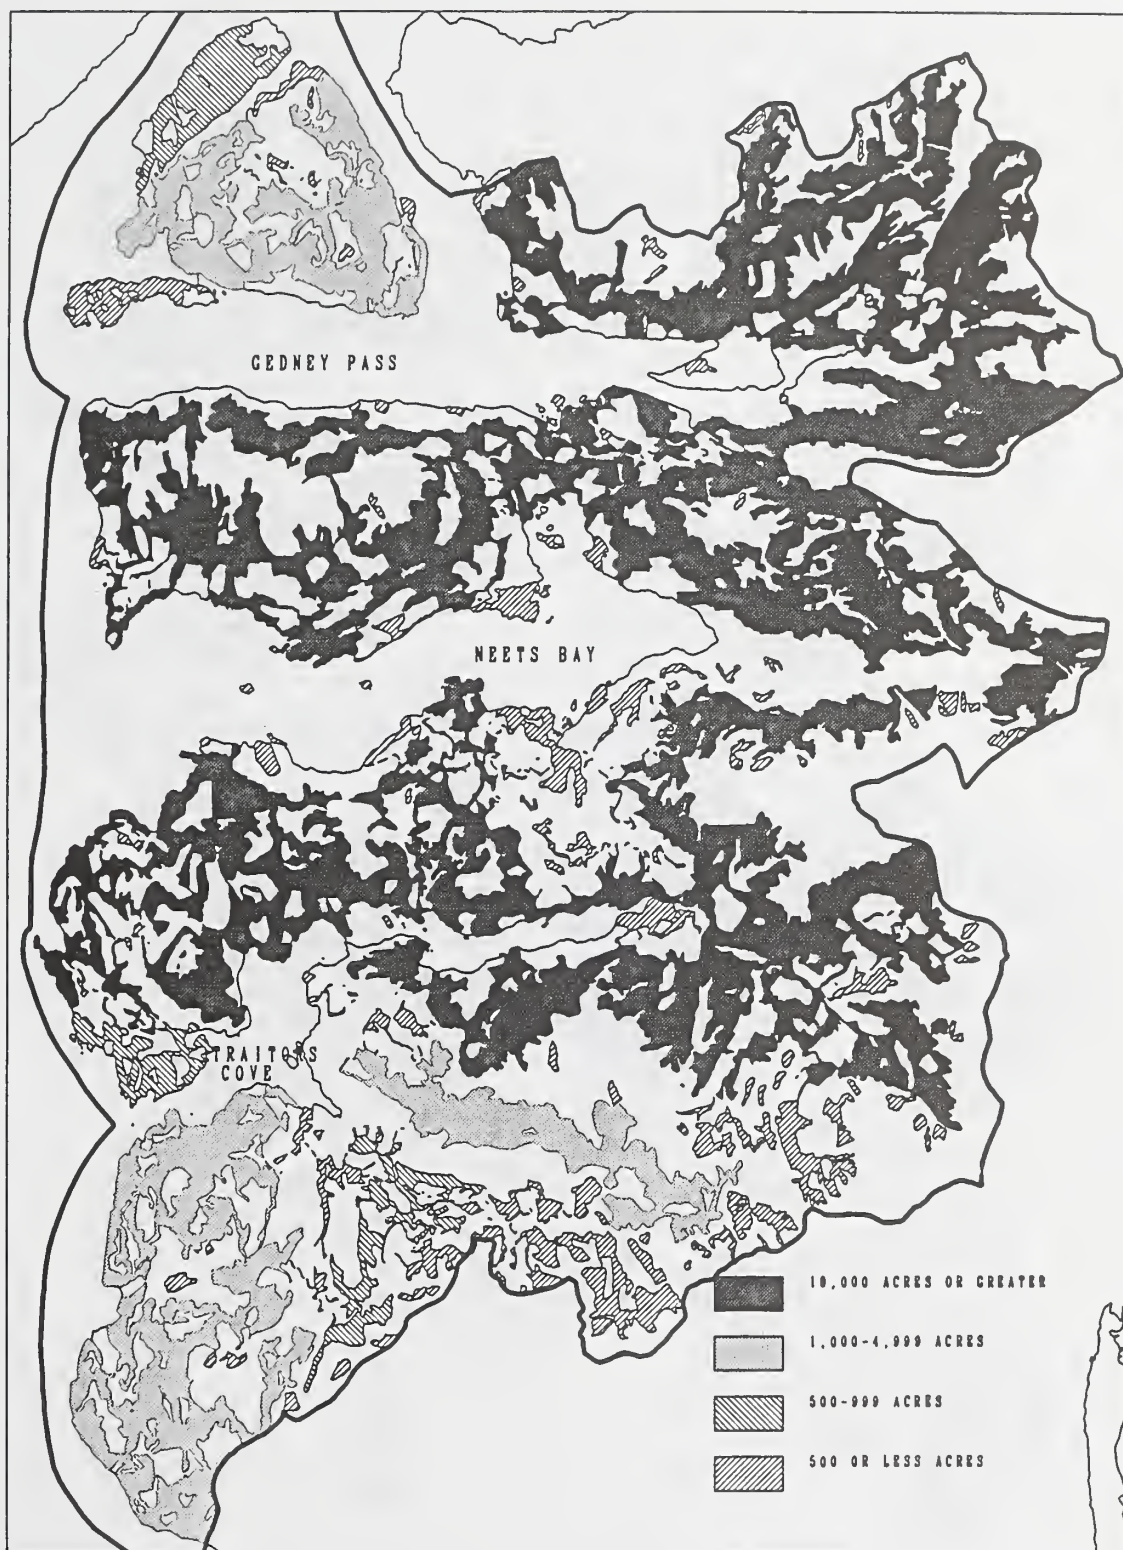 GEDNEY PASS
NEETS BAY
TRAITORS
COVE
10,000 ACRES OR GREATER
1,000-4,999 ACRES
500-999 ACRES
500 OR LESS ACRES